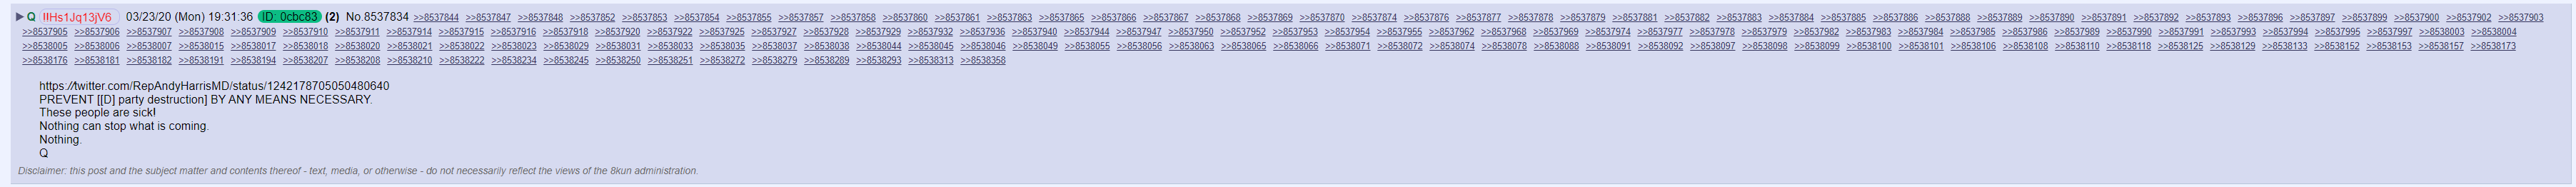 ▶ Q !!Hs1Jq13jV6 03/23/20 (Mon) 19:31:36 ID: 0cbc83 (2) No.8537834 >>8537844 >>8537847 >>8537848 >>8537852 >>8537853 >>8537854 >>8537855 >>8537857 >>8537858 >>8537860 >>8537861 >>8537863 >>8537865 >>8537866 >>8537867 >>8537868 >>8537869 >>8537870 >>8537874 >>8537876 >>8537877 >>8537878 >>8537879 >>8537881 >>8537882 >>8537883 >>8537884 >>8537885 >>8537886 >>8537888 >>8537889 >>8537890 >>8537891 >>8537892 >>8537893 >>8537896 >>8537897 >>8537899 >>8537900 >>8537902 >>8537903
>>8537905 >>8537906 >>8537907 >>8537908 >>8537909 >>8537910 >>8537911 >>8537914 >>8537915 >>8537916 >>8537918 >>8537920 >>8537922 >>8537925 >>8537927 >>8537928 >>8537929 >>8537932 >>8537936 >>8537940 >>8537944 >>8537947 >>8537950 >>8537952 >>8537953 >>8537954 >>8537955 >>8537962 >>8537968 >>8537969 >>8537974 >>8537977 >>8537978 >>8537979 >>8537982 >>8537983 >>8537984 >>8537985 >>8537986 >>8537989 >>8537990 >>8537991 >>8537993 >>8537994 >>8537995 >>8537997 >>8538003 >>8538004
>>8538005 >>8538006 >>8538007 >>8538015 >>8538017 >>8538018 >>8538020 >>8538021 >>8538022 >>8538023 >>8538029 >>8538031 >>8538033 >>8538035 >>8538037 >>8538038 >>8538044 >>8538045 >>8538046 >>8538049 >>8538055 >>8538056 >>8538063 >>8538065 >>8538066 >>8538071 >>8538072 >>8538074 >>8538078 >>8538088 >>8538091 >>8538092 >>8538097 >>8538098 >>8538099 >>8538100 >>8538101 >>8538106 >>8538108 >>8538110 >>8538118 >>8538125 >>8538129 >>8538133 >>8538152 >>8538153 >>8538157 >>8538173
>>8538176 >>8538181 >>8538182 >>8538191 >>8538194 >>8538207 >>8538208 >>8538210 >>8538222 >>8538234 >>8538245 >>8538250 >>8538251 >>8538272 >>8538279 >>8538289 >>8538293 >>8538313 >>8538358
https://twitter.com/RepAndyHarrisMD/status/1242178705050480640
PREVENT [[D] party destruction] BY ANY MEANS NECESSARY.
These people are sick!
Nothing can stop what is coming.
Nothing.
Q
Disclaimer: this post and the subject matter and contents thereof - text, media, or otherwise - do not necessarily reflect the views of the 8kun administration.